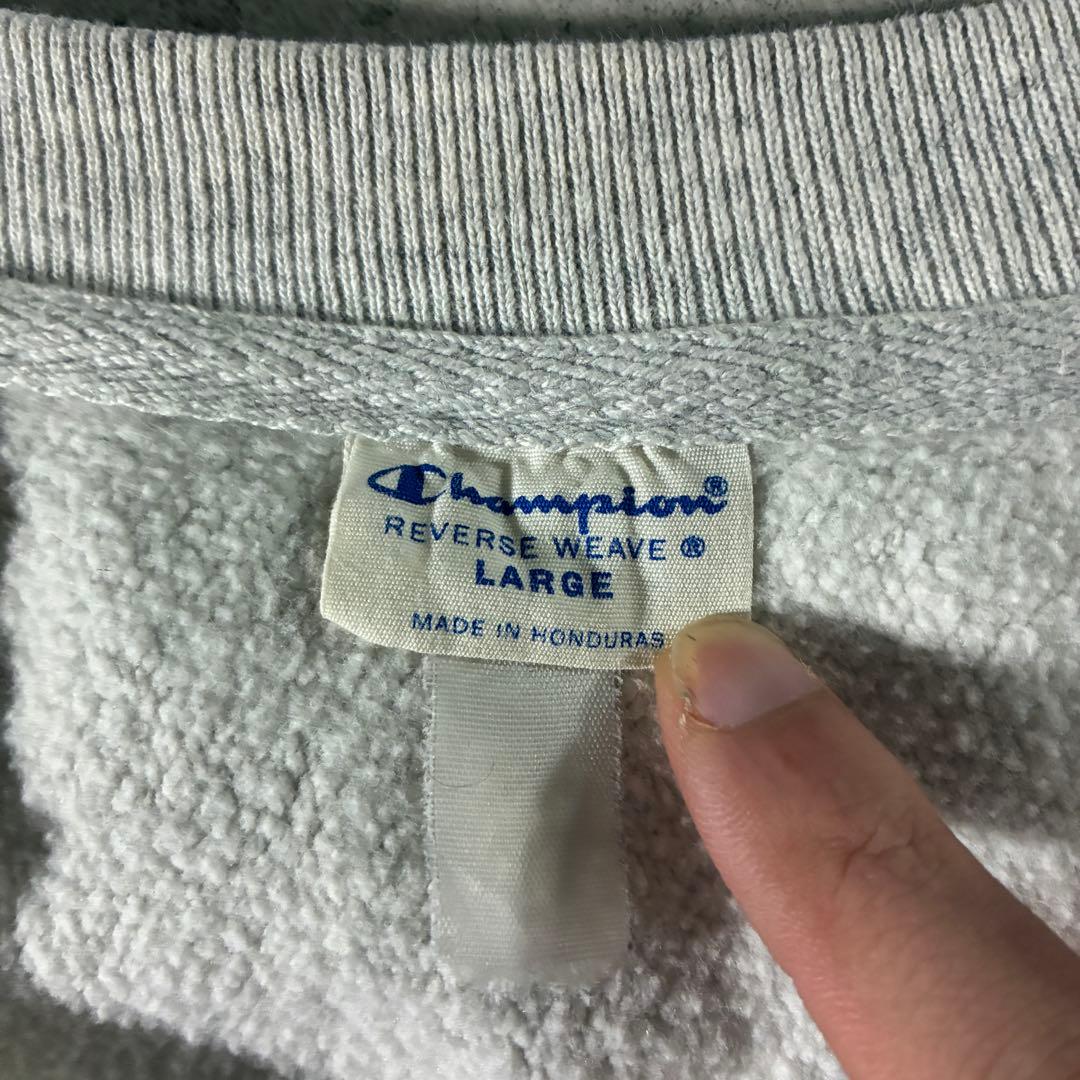 Champion®
REVERSE WEAVE ®
LARGE
MADE IN HONDURAS